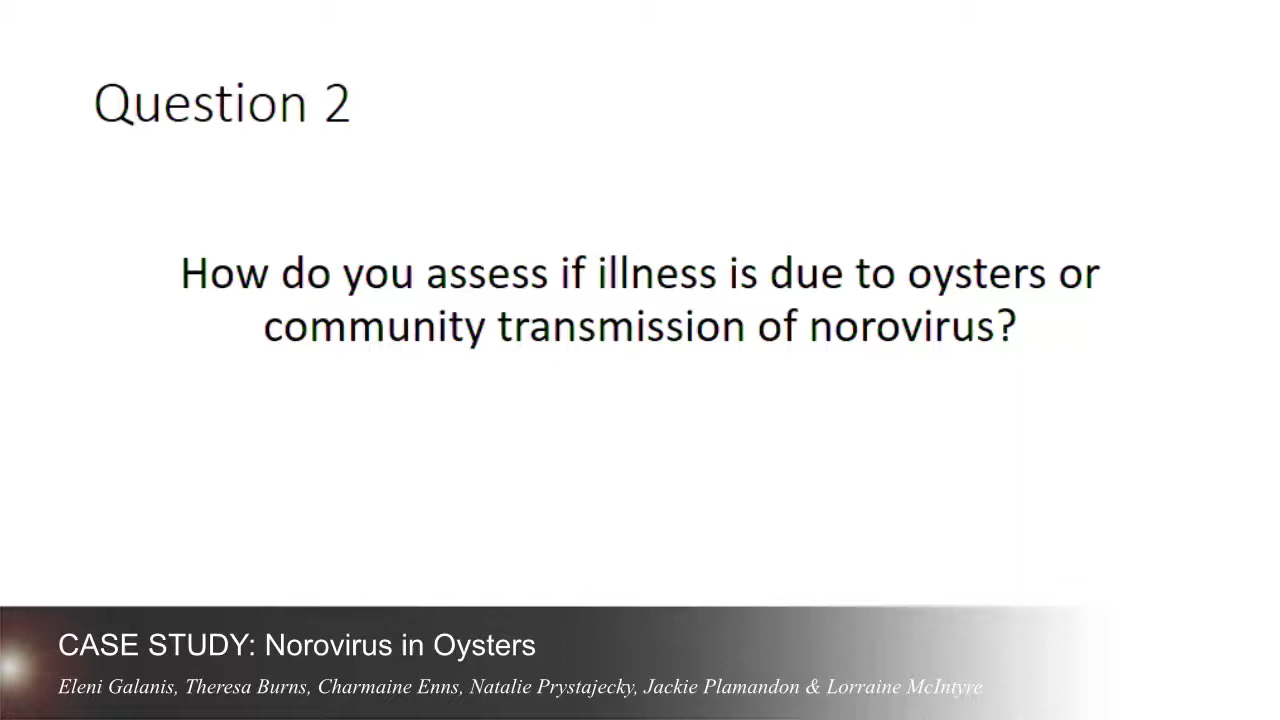 Question 2
How do you assess if illness is due to oysters or
community transmission of norovirus?
CASE STUDY: Norovirus in Oysters
Eleni Galanis, Theresa Burns, Charmaine Enns, Natalie Prystajecky, Jackie Plamandon & Lorraine McIntyre